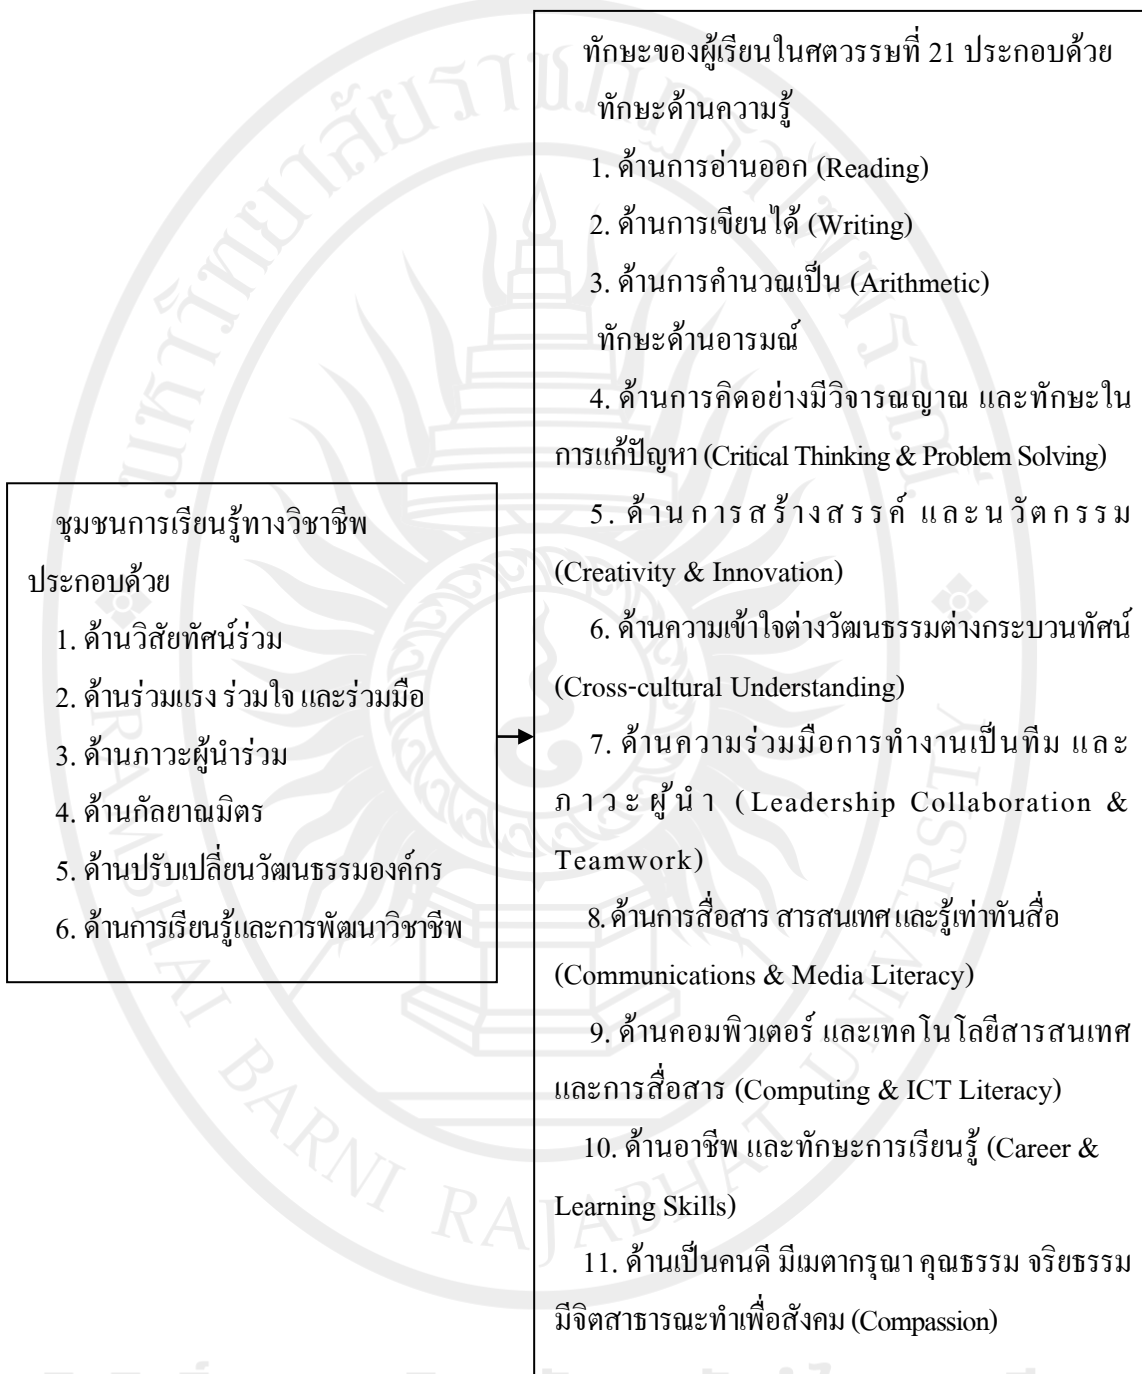 ชุมชนการเรียนรู้ทางวิชาชีพ
ประกอบด้วย
1. ด้านวิสัยทัศน์ร่วม
2. ด้านร่วมแรง ร่วมใจ และร่วมมือ
3. ด้านภาวะผู้นำร่วม
4. ด้านกัลยาณมิตร
5. ด้านปรับเปลี่ยนวัฒนธรรมองค์กร
6. ด้านการเรียนรู้และการพัฒนาวิชาชีพ
ทักษะของผู้เรียนในศตวรรษที่ 21 ประกอบด้วย
ทักษะด้านความรู้
1. ด้านการอ่านออก (Reading)
2. ด้านการเขียนได้ (Writing)
3. ด้านการคำนวณเป็น (Arithmetic)
ทักษะด้านอารมณ์
4. ด้านการคิดอย่างมีวิจารณญาณ และทักษะใน
การแก้ปัญหา (Critical Thinking & Problem Solving)
5. ด้านการสร้างสรรค์ และนวัตกรรม
(Creativity & Innovation)
6. ด้านความเข้าใจต่างวัฒนธรรมต่างกระบวนทัศน์
(Cross-cultural Understanding)
7. ด้านความร่วมมือการทำงานเป็นทีม และ
ภาวะผู้นำ (Leadership Collaboration &
Teamwork)
8. ด้านการสื่อสาร สารสนเทศ และรู้เท่าทันสื่อ
(Communications & Media Literacy)
9. ด้านคอมพิวเตอร์ และเทคโนโลยีสารสนเทศ
และการสื่อสาร (Computing & ICT Literacy)
10. ด้านอาชีพ และทักษะการเรียนรู้ (Career &
Learning Skills)
11. ด้านเป็นคนดี มีเมตากรุณา คุณธรรม จริยธรรม
มีจิตสาธารณะทำเพื่อสังคม (Compassion)
มหาวิทยาลัยราชภัฏรำไพพรรณี
RAMBHAI BARNI RAJABHAT UNIVERSITY